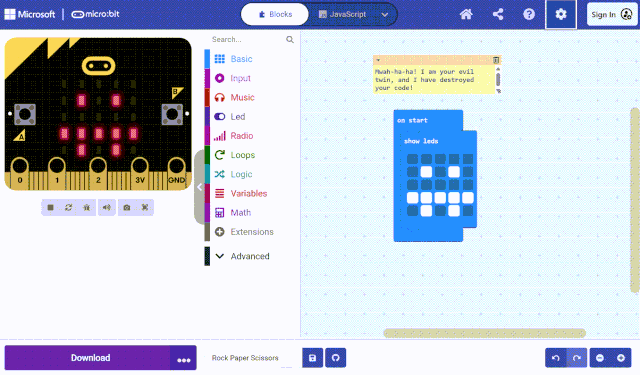 Microsoft
micro:bit
Blocks
JavaScript
Sign In
A
B
0
1
2
3V
GND
Search...
Basic
Input
Music
Led
Radio
Loops
Logic
Variables
Math
Extensions
Advanced
Mwah-ha-ha! I am your evil
twin, and I have destroyed
your code!
on start
show leds
Download
Rock Paper Scissors